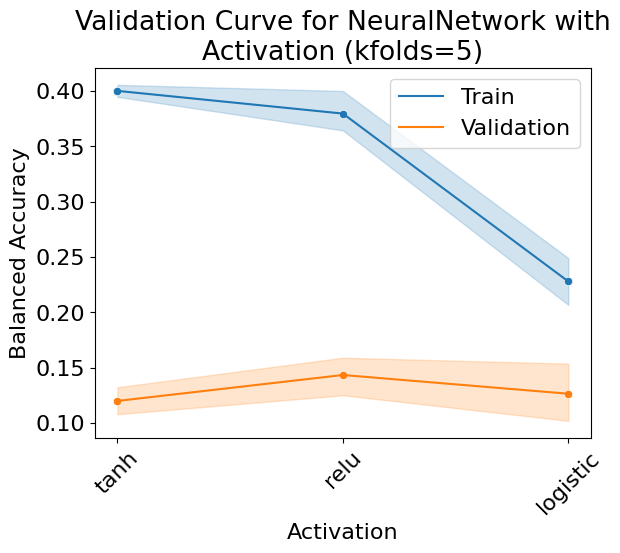 Validation Curve for NeuralNetwork with
Activation (kfolds=5)
Train
Validation
Balanced Accuracy
0.40
0.35
0.30
0.25
0.20
0.15
0.10
tanh
relu
logistic
Activation